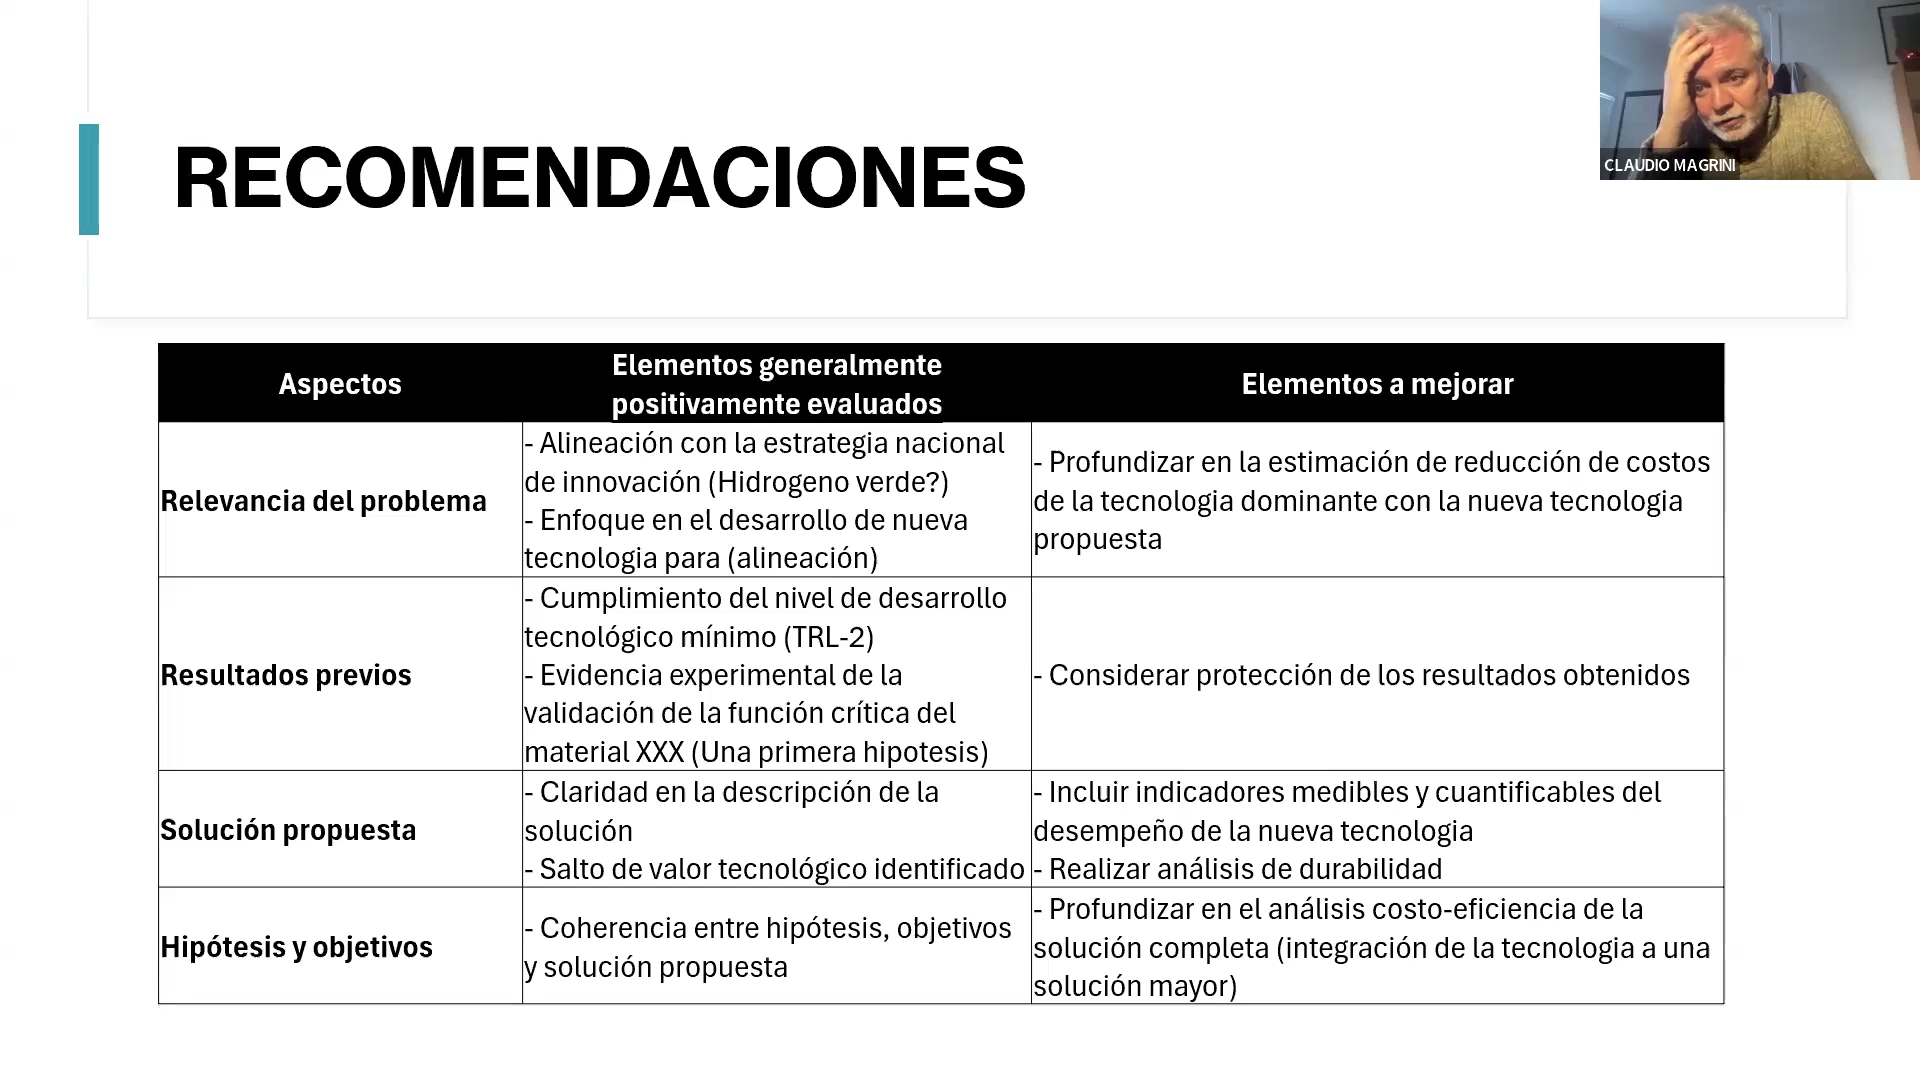 CLAUDIO MAGRINI
RECOMENDACIONES
Aspectos
Elementos generalmente
positivamente evaluados
Elementos a mejorar
Relevancia del problema
- Alineación con la estrategia nacional
de innovación (Hidrogeno verde?)
- Enfoque en el desarrollo de nueva
tecnologia para (alineación)
- Profundizar en la estimación de reducción de costos
de la tecnologia dominante con la nueva tecnologia
propuesta
Resultados previos
- Cumplimiento del nivel de desarrollo
tecnológico mínimo (TRL-2)
- Evidencia experimental de la
validación de la función crítica del
material XXX (Una primera hipotesis)
- Considerar protección de los resultados obtenidos
Solución propuesta
- Claridad en la descripción de la
solución
- Salto de valor tecnológico identificado
- Incluir indicadores medibles y cuantificables del
desempeño de la nueva tecnologia
- Realizar análisis de durabilidad
Hipótesis y objetivos
- Coherencia entre hipótesis, objetivos
y solución propuesta
- Profundizar en el análisis costo-eficiencia de la
solución completa (integración de la tecnologia a una
solución mayor)